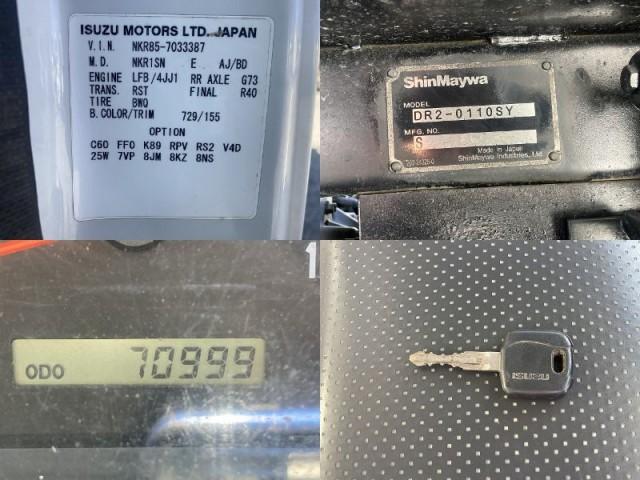 ISUZU MOTORS LTD. JAPAN
V.I.N. NKR85-7033387
M.D. NKR1SN E AJ/BD
ENGINE LFB/4JJ1 RR AXLE G73
TRANS. RST FINAL R40
TIRE BWQ
B.COLOR/TRIM 729/155
OPTION
C60 FF0 K89 RPV RS2 V4D
25W 7VP 8JM 8KZ 8NS
ShinMaywa
MODEL
DR2-0110SY
MFG. NO.
S
Made in Japan
ShinMaywa Industries, Ltd.
1
ODO 70999
ISUZU